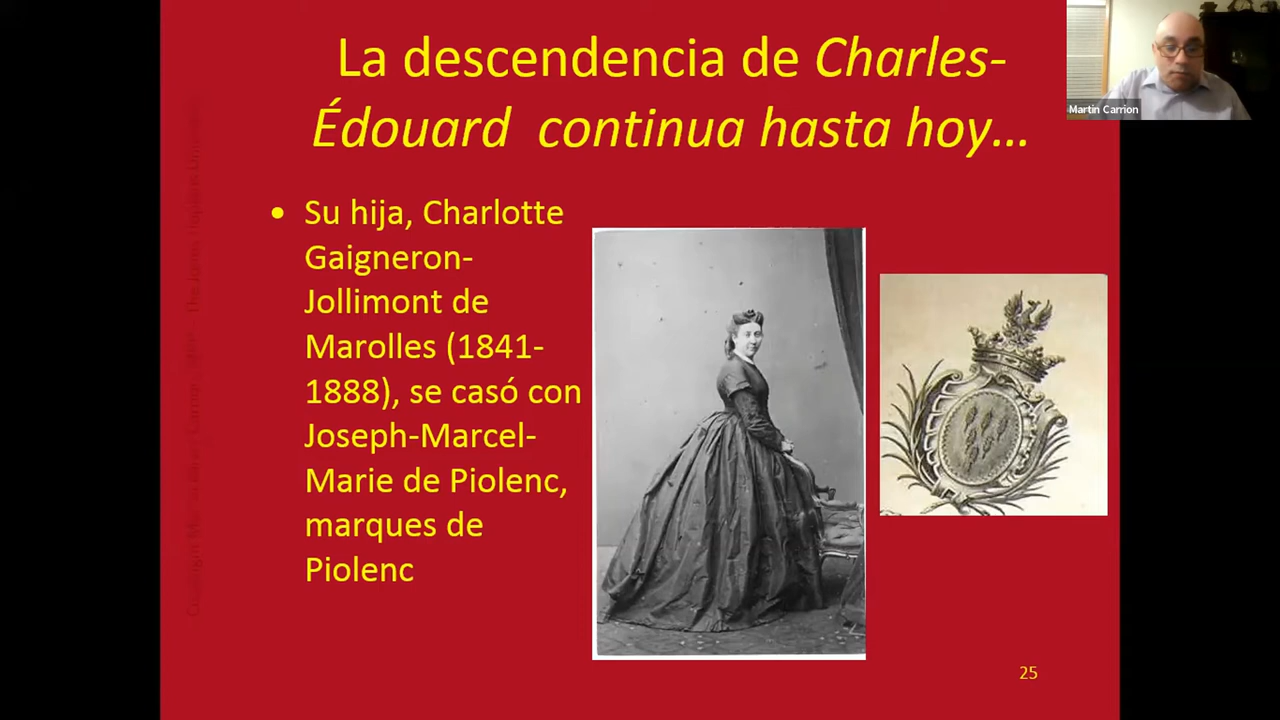 La descendencia de Charles-
Édouard continua hasta hoy...
• Su hija, Charlotte
Gaigneron-
Jollimont de
Marolles (1841-
1888), se casó con
Joseph-Marcel-
Marie de Piolenc,
marques de
Piolenc
Martin Carrion
25